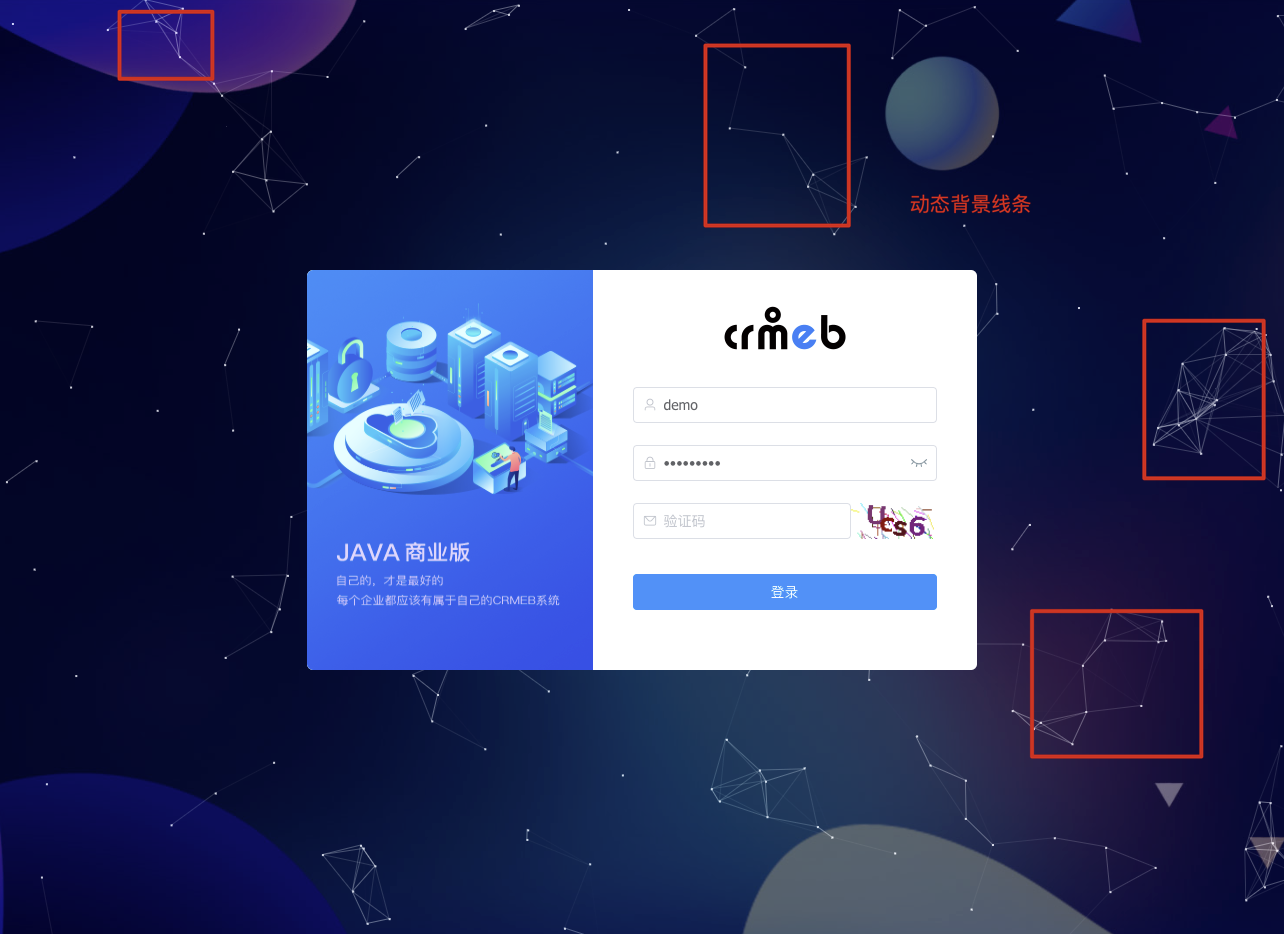 动态背景线条
crmeb
demo
•••••••••
验证码
Ucs6
登录
JAVA 商业版
自己的，才是最好的
每个企业都应该有属于自己的CRMEB系统